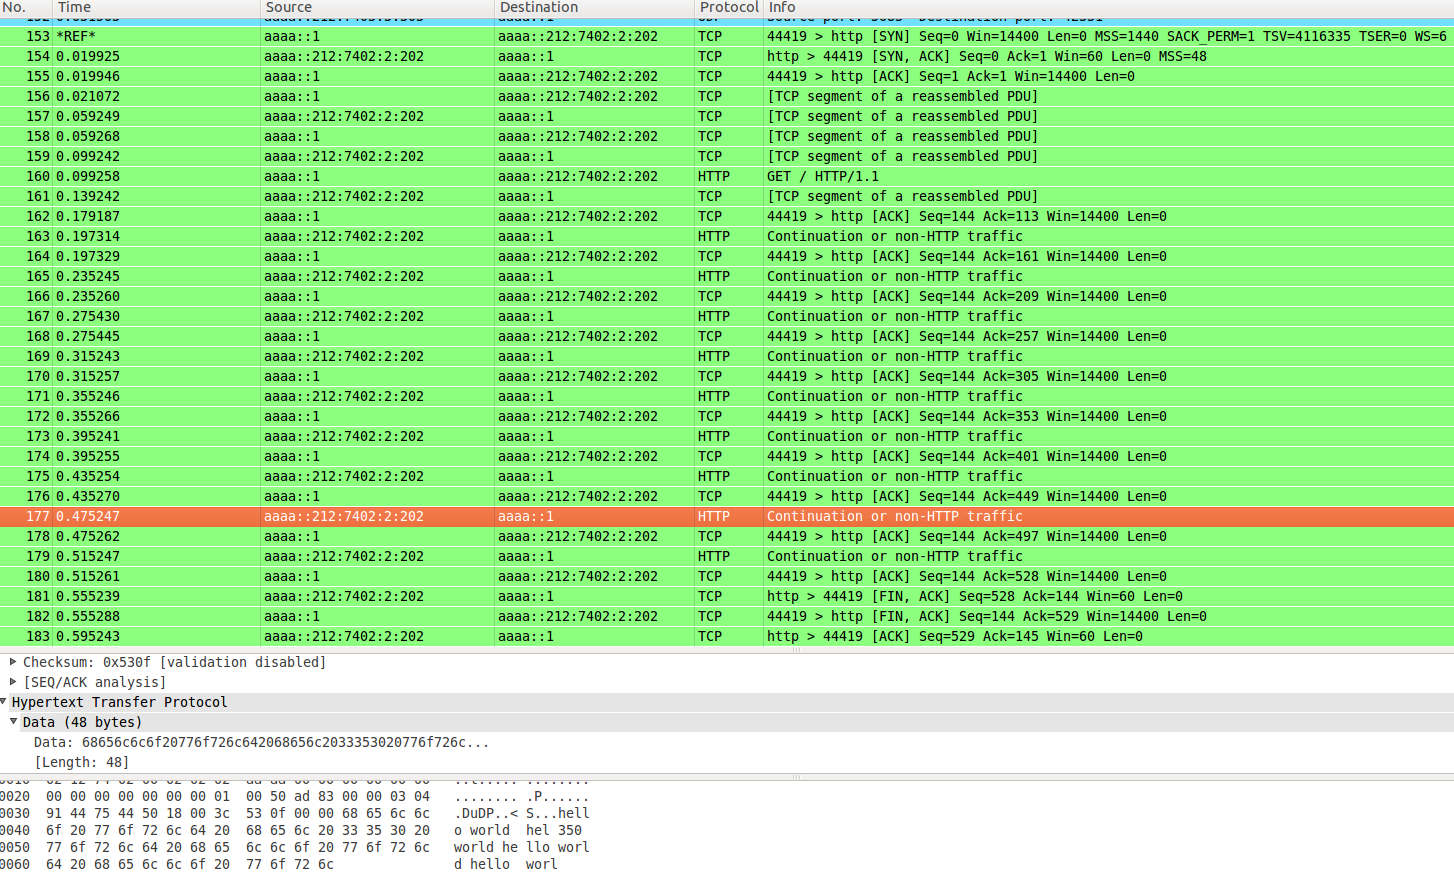 No. Time Source Destination Protocol Info
153 *REF* aaaa::1 aaaa::212:7402:2:202 TCP 44419 > http [SYN] Seq=0 Win=14400 Len=0 MSS=1440 SACK_PERM=1 TSV=4116335 TSER=0 WS=6
154 0.019925 aaaa::212:7402:2:202 aaaa::1 TCP http > 44419 [SYN, ACK] Seq=0 Ack=1 Win=60 Len=0 MSS=48
155 0.019946 aaaa::1 aaaa::212:7402:2:202 TCP 44419 > http [ACK] Seq=1 Ack=1 Win=14400 Len=0
156 0.021072 aaaa::1 aaaa::212:7402:2:202 TCP [TCP segment of a reassembled PDU]
157 0.059249 aaaa::212:7402:2:202 aaaa::1 TCP [TCP segment of a reassembled PDU]
158 0.059268 aaaa::1 aaaa::212:7402:2:202 TCP [TCP segment of a reassembled PDU]
159 0.099242 aaaa::212:7402:2:202 aaaa::1 TCP [TCP segment of a reassembled PDU]
160 0.099258 aaaa::1 aaaa::212:7402:2:202 HTTP GET / HTTP/1.1
161 0.139242 aaaa::212:7402:2:202 aaaa::1 TCP [TCP segment of a reassembled PDU]
162 0.179187 aaaa::1 aaaa::212:7402:2:202 TCP 44419 > http [ACK] Seq=144 Ack=113 Win=14400 Len=0
163 0.197314 aaaa::212:7402:2:202 aaaa::1 HTTP Continuation or non-HTTP traffic
164 0.197329 aaaa::1 aaaa::212:7402:2:202 TCP 44419 > http [ACK] Seq=144 Ack=161 Win=14400 Len=0
165 0.235245 aaaa::212:7402:2:202 aaaa::1 HTTP Continuation or non-HTTP traffic
166 0.235260 aaaa::1 aaaa::212:7402:2:202 TCP 44419 > http [ACK] Seq=144 Ack=209 Win=14400 Len=0
167 0.275430 aaaa::212:7402:2:202 aaaa::1 HTTP Continuation or non-HTTP traffic
168 0.275445 aaaa::1 aaaa::212:7402:2:202 TCP 44419 > http [ACK] Seq=144 Ack=257 Win=14400 Len=0
169 0.315243 aaaa::212:7402:2:202 aaaa::1 HTTP Continuation or non-HTTP traffic
170 0.315257 aaaa::1 aaaa::212:7402:2:202 TCP 44419 > http [ACK] Seq=144 Ack=305 Win=14400 Len=0
171 0.355246 aaaa::212:7402:2:202 aaaa::1 HTTP Continuation or non-HTTP traffic
172 0.355266 aaaa::1 aaaa::212:7402:2:202 TCP 44419 > http [ACK] Seq=144 Ack=353 Win=14400 Len=0
173 0.395241 aaaa::212:7402:2:202 aaaa::1 HTTP Continuation or non-HTTP traffic
174 0.395255 aaaa::1 aaaa::212:7402:2:202 TCP 44419 > http [ACK] Seq=144 Ack=401 Win=14400 Len=0
175 0.435254 aaaa::212:7402:2:202 aaaa::1 HTTP Continuation or non-HTTP traffic
176 0.435270 aaaa::1 aaaa::212:7402:2:202 TCP 44419 > http [ACK] Seq=144 Ack=449 Win=14400 Len=0
177 0.475247 aaaa::212:7402:2:202 aaaa::1 HTTP Continuation or non-HTTP traffic
178 0.475262 aaaa::1 aaaa::212:7402:2:202 TCP 44419 > http [ACK] Seq=144 Ack=497 Win=14400 Len=0
179 0.515247 aaaa::212:7402:2:202 aaaa::1 HTTP Continuation or non-HTTP traffic
180 0.515261 aaaa::1 aaaa::212:7402:2:202 TCP 44419 > http [ACK] Seq=144 Ack=528 Win=14400 Len=0
181 0.555239 aaaa::212:7402:2:202 aaaa::1 TCP http > 44419 [FIN, ACK] Seq=528 Ack=144 Win=60 Len=0
182 0.555288 aaaa::1 aaaa::212:7402:2:202 TCP 44419 > http [FIN, ACK] Seq=144 Ack=529 Win=14400 Len=0
183 0.595243 aaaa::212:7402:2:202 aaaa::1 TCP http > 44419 [ACK] Seq=529 Ack=145 Win=60 Len=0
Checksum: 0x530f [validation disabled]
[SEQ/ACK analysis]
Hypertext Transfer Protocol
Data (48 bytes)
Data: 68656c6c6f20776f726c642068656c2033353020776f726c...
[Length: 48]
0020 00 00 00 00 00 00 00 01 00 50 ad 83 00 00 03 04 ........ .P......
0030 91 44 75 44 50 18 00 3c 53 0f 00 00 68 65 6c 6c .DuDP..< S...hell
0040 6f 20 77 6f 72 6c 64 20 68 65 6c 20 33 35 30 20 o world hel 350
0050 77 6f 72 6c 64 20 68 65 6c 6c 6f 20 77 6f 72 6c world he llo worl
0060 64 20 68 65 6c 6c 6f 20 77 6f 72 6c d hello worl